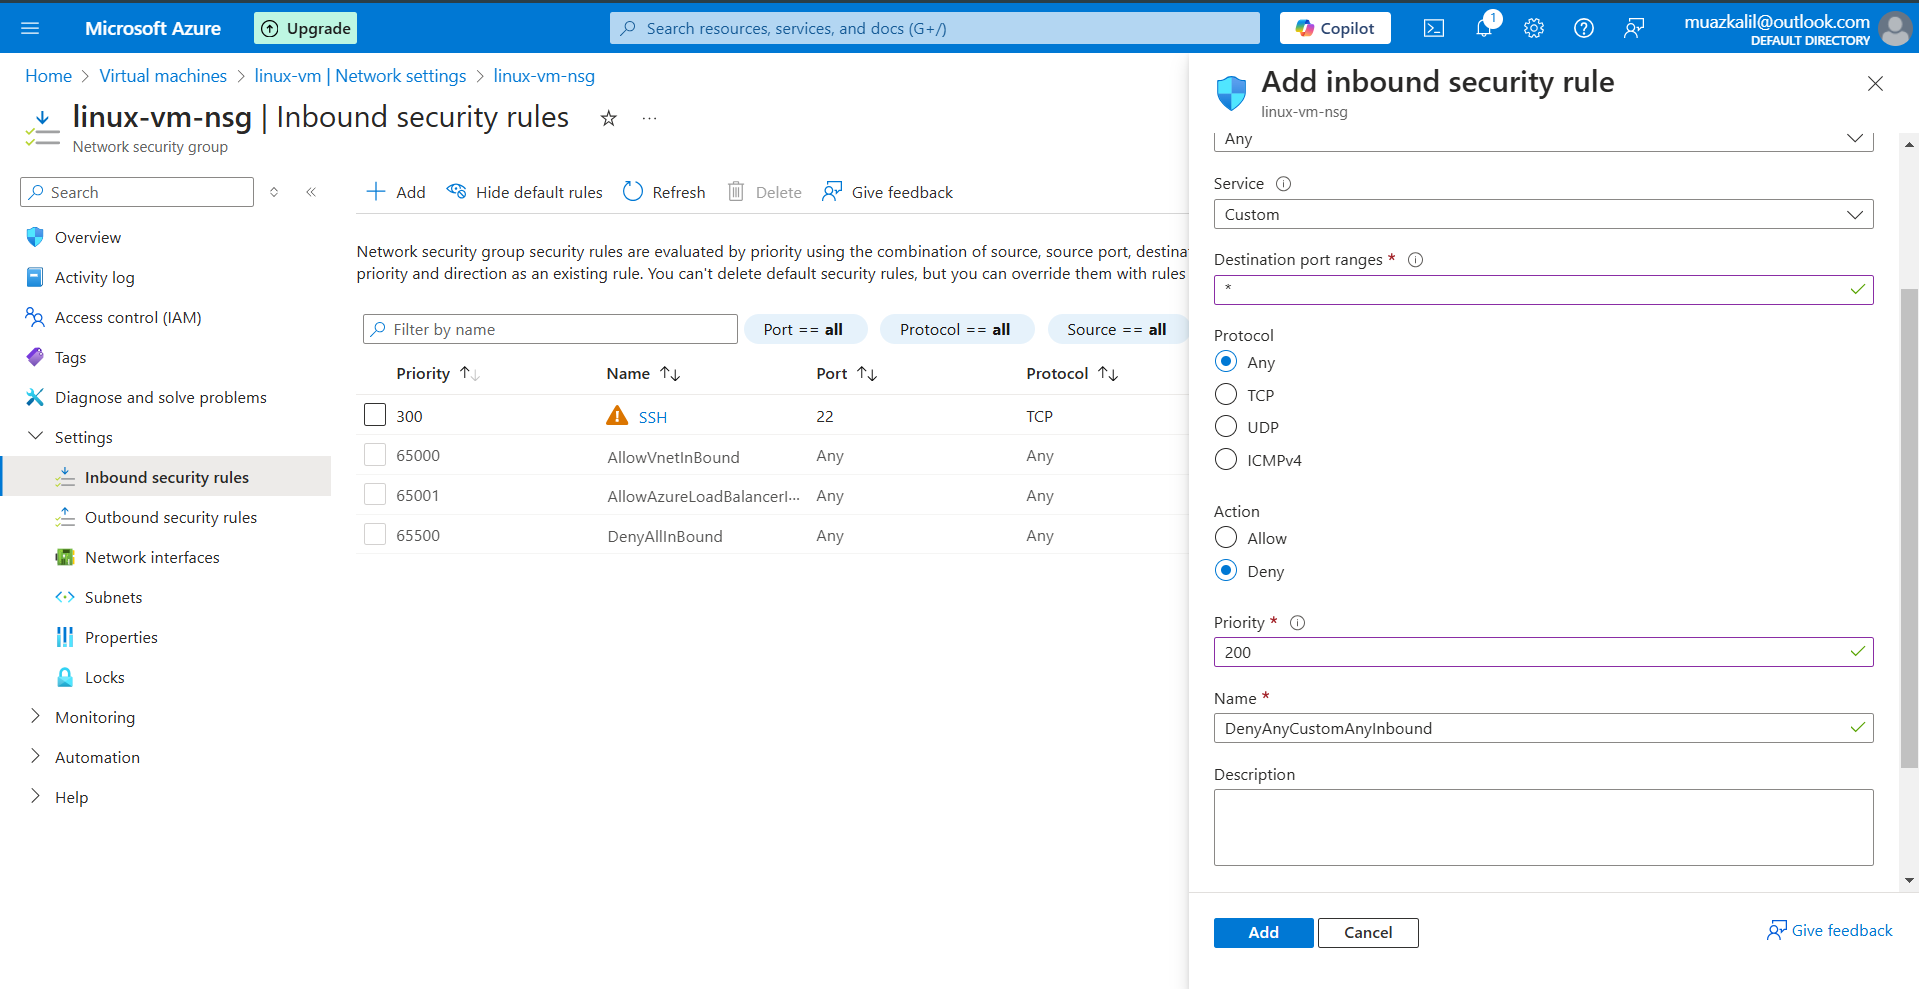 Microsoft Azure
Upgrade
Search resources, services, and docs (G+/)
Copilot
1
muazkalil@outlook.com
DEFAULT DIRECTORY
Home > Virtual machines > linux-vm | Network settings > linux-vm-nsg
linux-vm-nsg | Inbound security rules
Network security group
Search
Overview
Activity log
Access control (IAM)
Tags
Diagnose and solve problems
Settings
Inbound security rules
Outbound security rules
Network interfaces
Subnets
Properties
Locks
Monitoring
Automation
Help
Add Hide default rules Refresh Delete Give feedback
Network security group security rules are evaluated by priority using the combination of source, source port, destina
priority and direction as an existing rule. You can't delete default security rules, but you can override them with rules
Filter by name Port == all Protocol == all Source == all
Priority Name Port Protocol
300 SSH 22 TCP
65000 AllowVnetInBound Any Any
65001 AllowAzureLoadBalancerI... Any Any
65500 DenyAllInBound Any Any
Add inbound security rule
linux-vm-nsg
Any
Service
Custom
Destination port ranges *
*
Protocol
Any
TCP
UDP
ICMPv4
Action
Allow
Deny
Priority *
200
Name *
DenyAnyCustomAnyInbound
Description
Add Cancel
Give feedback